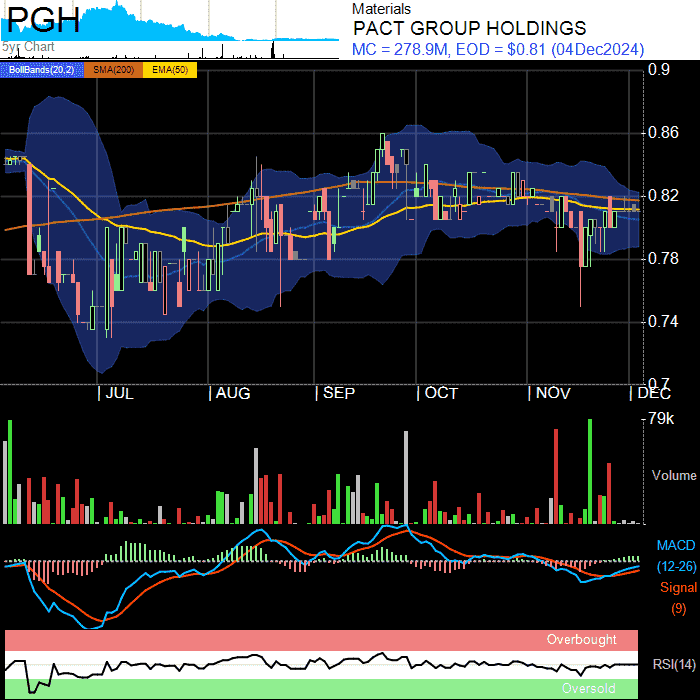 PGH
5yr Chart
Materials
PACT GROUP HOLDINGS
MC = 278.9M, EOD = $0.81 (04Dec2024)
BollBands(20,2) SMA(200) EMA(50)
0.9
0.86
0.82
0.78
0.74
0.7
JUL AUG SEP OCT NOV DEC
79k
Volume
MACD
(12-26)
Signal
(9)
Overbought
RSI(14)
Oversold